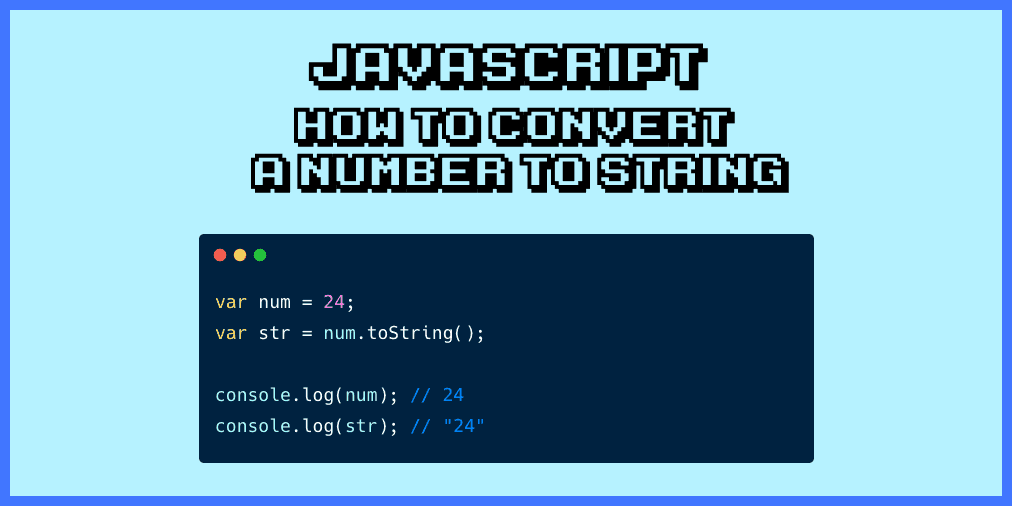 JAVASCRIPT
HOW TO CONVERT
A NUMBER TO STRING
var num = 24;
var str = num.toString();
console.log(num); // 24
console.log(str); // "24"